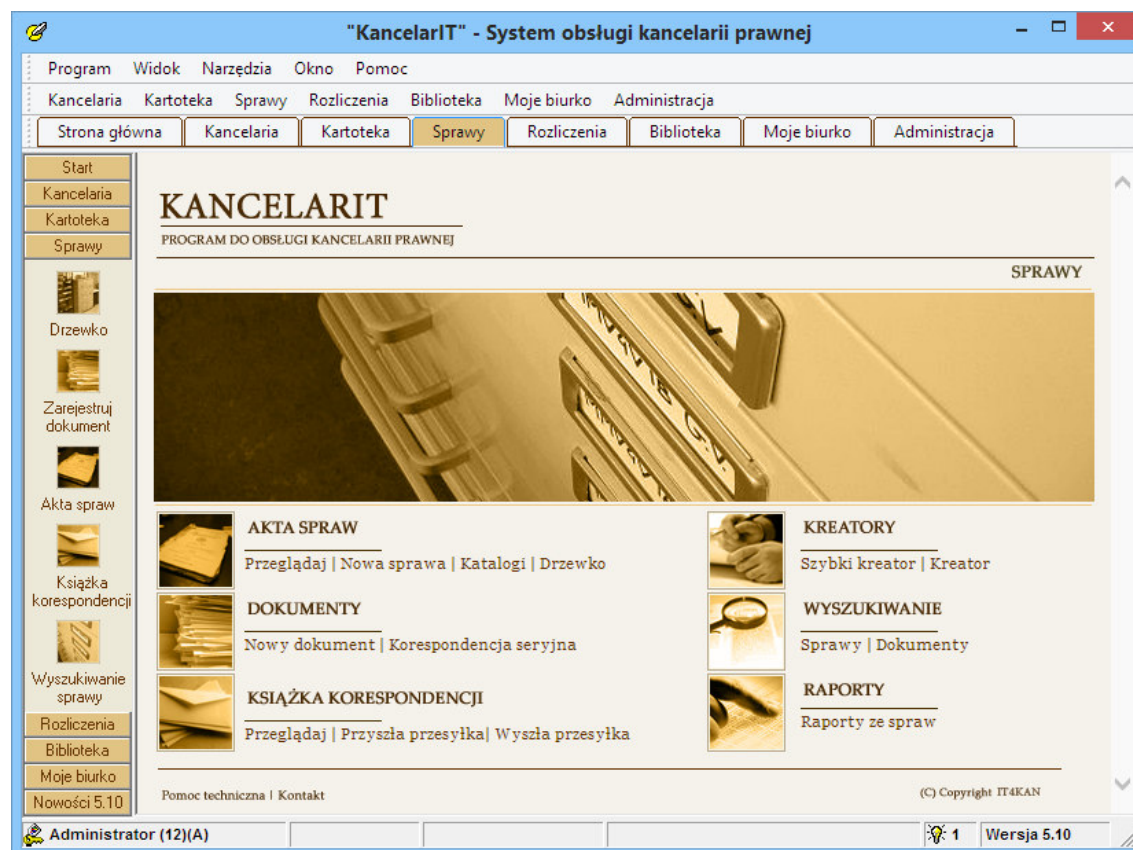 "KancelarIT" - System obsługi kancelarii prawnej
Program Widok Narzędzia Okno Pomoc
Kancelaria Kartoteka Sprawy Rozliczenia Biblioteka Moje biurko Administracja
Strona główna Kancelaria Kartoteka Sprawy Rozliczenia Biblioteka Moje biurko Administracja
Start
Kancelaria
Kartoteka
Sprawy
Drzewko
Zarejestruj
dokument
Akta spraw
Książka
korespondencji
Wyszukiwanie
sprawy
Rozliczenia
Biblioteka
Moje biurko
Nowości 5.10
KANCELARIT
PROGRAM DO OBSŁUGI KANCELARII PRAWNEJ
SPRAWY
AKTA SPRAW
Przeglądaj | Nowa sprawa | Katalogi | Drzewko
DOKUMENTY
Nowy dokument | Korespondencja seryjna
KSIĄŻKA KORESPONDENCJI
Przeglądaj | Przyszła przesyłka| Wyszła przesyłka
KREATORY
Szybki kreator | Kreator
WYSZUKIWANIE
Sprawy | Dokumenty
RAPORTY
Raporty ze spraw
Pomoc techniczna | Kontakt
(C) Copyright IT4KAN
Administrator (12)(A)
1
Wersja 5.10